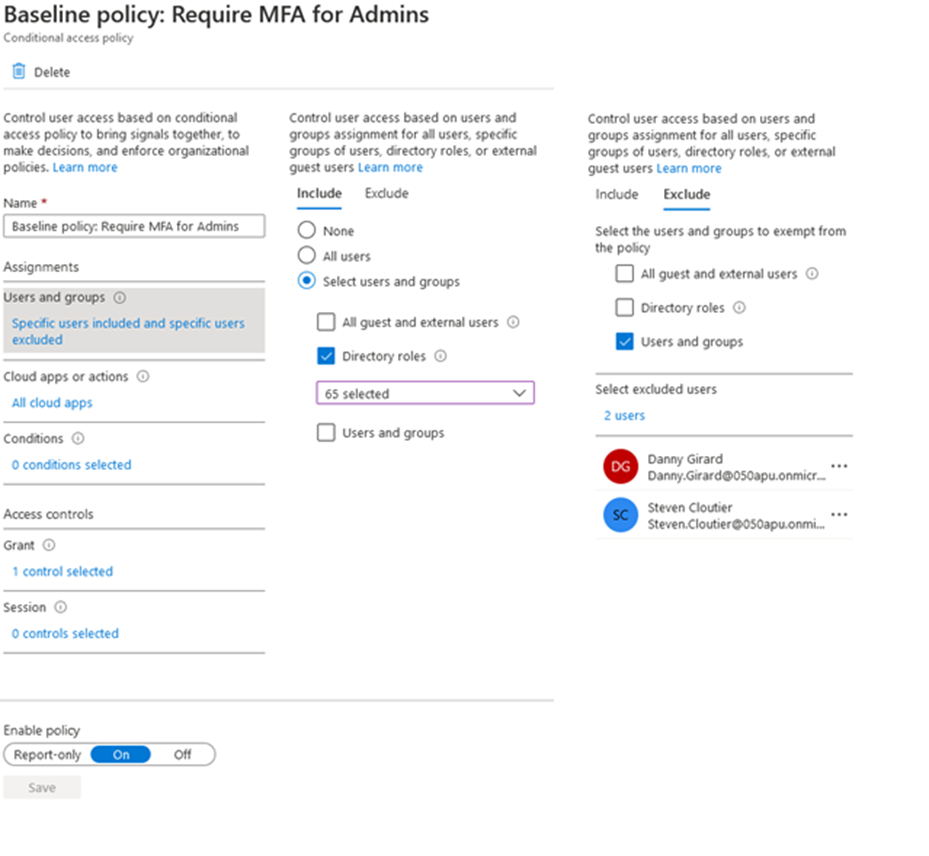 Baseline policy: Require MFA for Admins
Conditional access policy
Delete
Control user access based on conditional
access policy to bring signals together, to
make decisions, and enforce organizational
policies. Learn more
Name *
Baseline policy: Require MFA for Admins
Assignments
Users and groups
Specific users included and specific users
excluded
Cloud apps or actions
All cloud apps
Conditions
0 conditions selected
Access controls
Grant
1 control selected
Session
0 controls selected
Enable policy
Report-only On Off
Save
Control user access based on users and
groups assignment for all users, specific
groups of users, directory roles, or external
guest users Learn more
Include Exclude
None
All users
Select users and groups
All guest and external users
Directory roles
65 selected
Users and groups
Control user access based on users and
groups assignment for all users, specific
groups of users, directory roles, or external
guest users Learn more
Include Exclude
Select the users and groups to exempt from
the policy
All guest and external users
Directory roles
Users and groups
Select excluded users
2 users
DG Danny Girard
Danny.Girard@050apu.onmicr...
SC Steven Cloutier
Steven.Cloutier@050apu.onmi...